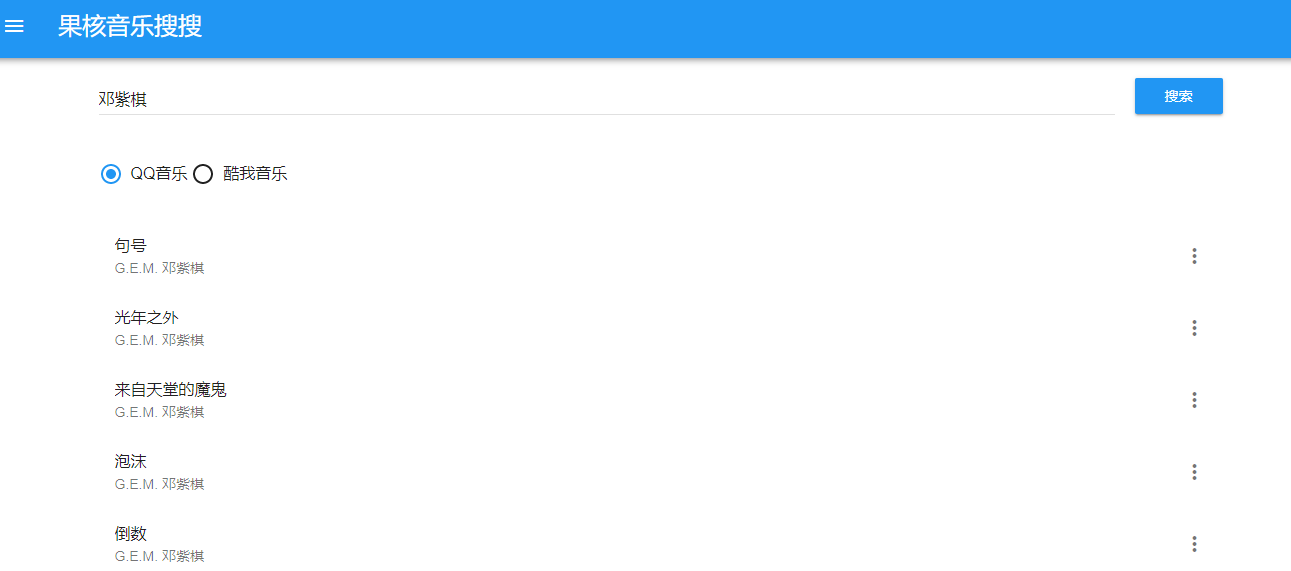 果核音乐搜搜
邓紫棋
搜索
QQ音乐 酷我音乐
句号
G.E.M. 邓紫棋
光年之外
G.E.M. 邓紫棋
来自天堂的魔鬼
G.E.M. 邓紫棋
泡沫
G.E.M. 邓紫棋
倒数
G.E.M. 邓紫棋